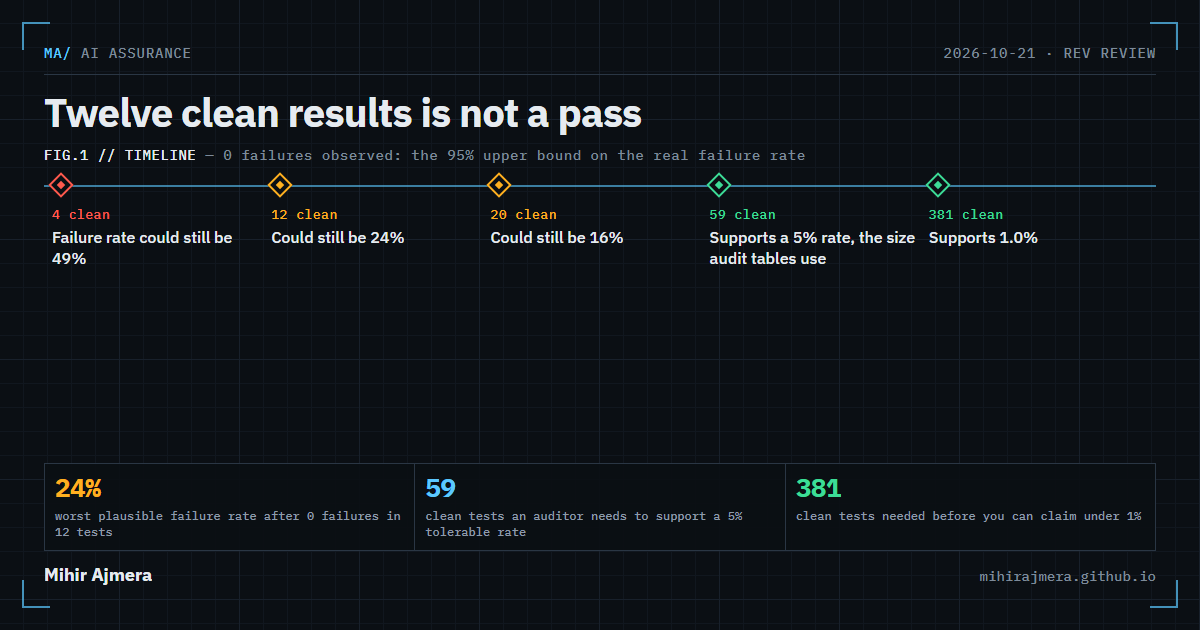 MA/ AI ASSURANCE
2026-10-21 · REV REVIEW
Twelve clean results is not a pass
FIG.1 // TIMELINE — 0 failures observed: the 95% upper bound on the real failure rate
4 clean
Failure rate could still be
49%
12 clean
Could still be 24%
20 clean
Could still be 16%
59 clean
Supports a 5% rate, the size
audit tables use
381 clean
Supports 1.0%
24%
worst plausible failure rate after 0 failures in
12 tests
59
clean tests an auditor needs to support a 5%
tolerable rate
381
clean tests needed before you can claim under 1%
Mihir Ajmera
mihirajmera.github.io